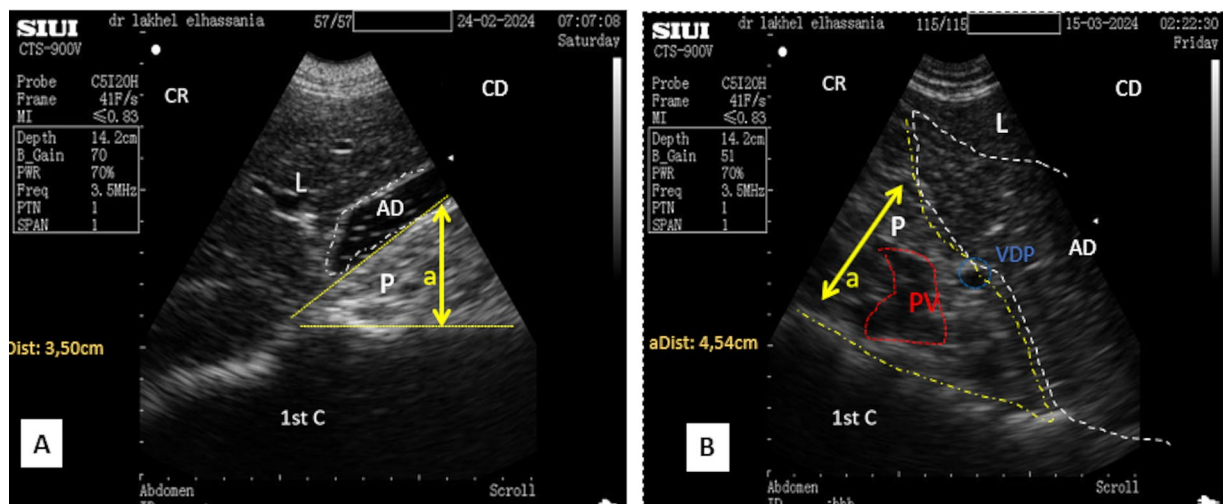 SIUI dr lakhel elhassania 57/57 24-02-2024 07:07:08
CTS-900V Saturday
Probe C5I20H
Frame 41F/s
MI ≤0.83
Depth 14.2cm
B_Gain 70
PWR 70%
Freq 3.5MHz
PTN 1
SPAN 1
CR
CD
L
AD
P
a
Dist: 3,50cm
1st C
A
Abdomen Scroll
SIUI dr lakhel elhassania 115/115 15-03-2024 02:22:30
CTS-900V Friday
Probe C5I20H
Frame 41F/s
MI ≤0.83
Depth 14.2cm
B_Gain 51
PWR 70%
Freq 3.5MHz
PTN 1
SPAN 1
CR
CD
L
P
VDP
AD
a
PV
aDist: 4,54cm
1st C
B
Abdomen Scroll